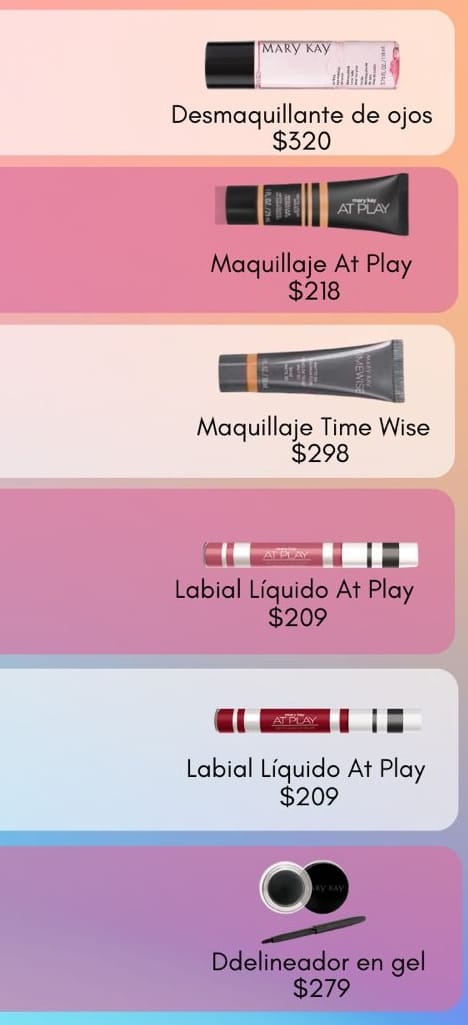 MARY KAY
Desmaquillante de ojos
$320
mary kay
AT PLAY
Maquillaje At Play
$218
MARY KAY
Maquillaje Time Wise
$298
AT PLAY
Labial Líquido At Play
$209
mary kay
AT PLAY
Labial Líquido At Play
$209
MARY KAY
Ddelineador en gel
$279